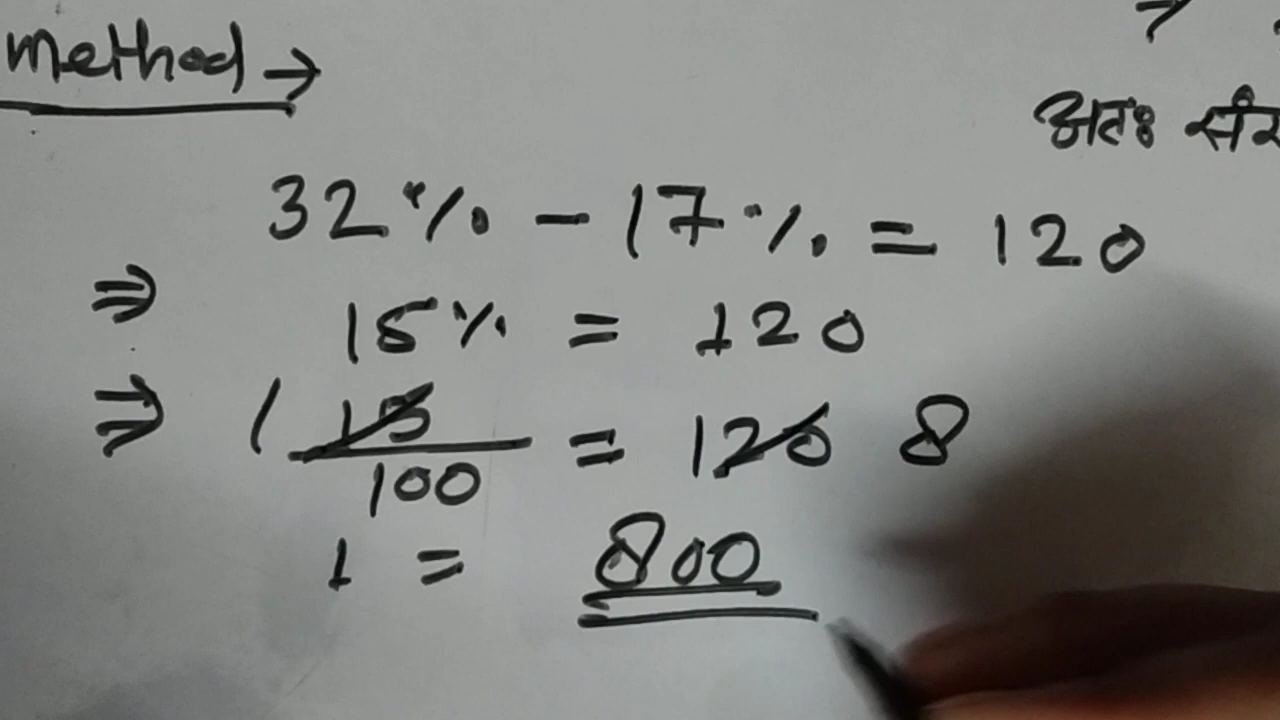 method →
अतः
32% - 17% = 120
⇒ 15% = 120
⇒ 1 15/100 = 120 8
1 = 800